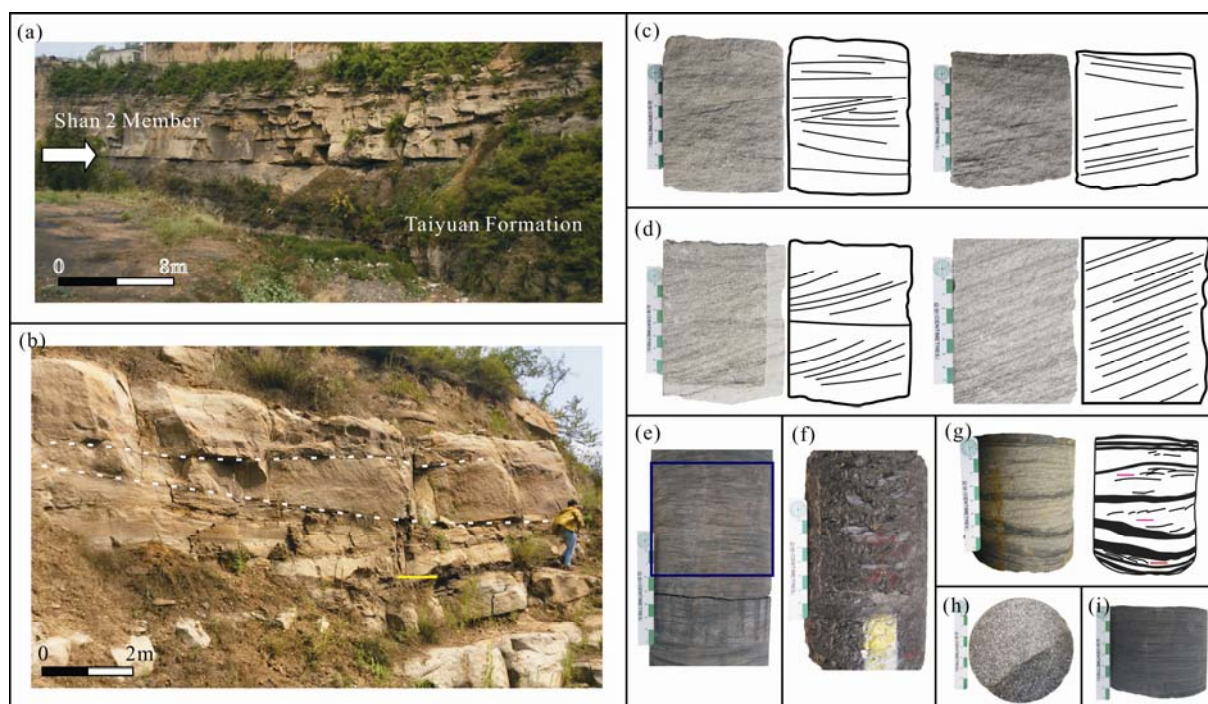 (a)
Shan 2 Member
Taiyuan Formation
0 8m
(b)
0 2m
(c)
(d)
(e)
(f)
(g)
(h)
(i)